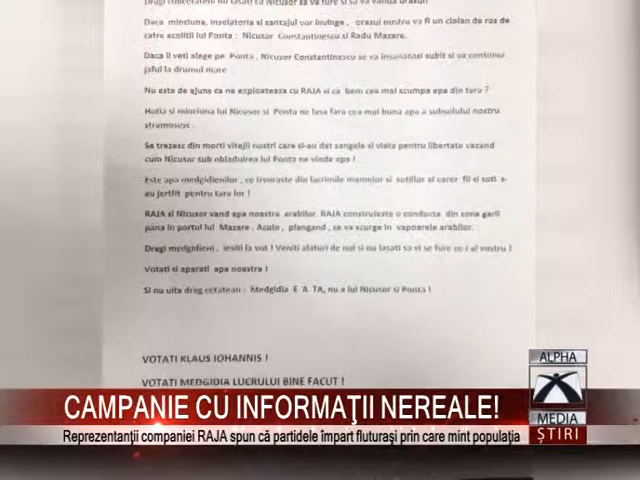 Dragi concetateni nu lasati ca Nicusor sa va fure si sa va vanda orasul!
Daca minciuna, inselatoria si santajul vor invinge , orasul nostru va fi un ciolan de ros de
catre acolitii lui Ponta : Nicusor Constantinescu si Radu Mazare.
Daca il veti alege pe Ponta , Nicusor Constantinescu se va insanatosi subit si va continua
jaful la drumul mare .
Nu este de ajuns ca ne exploateaza cu RAJA si ca bem cea mai scumpa apa din tara ?
Hotia si minciuna lui Nicusor si Ponta ne lasa fara cea mai buna apa a subsolului nostru
stramosesc .
Se trezesc din morti vitejii nostri care si-au dat sangele si viata pentru libertate vazand
cum Nicusor sub obladuirea lui Ponta ne vinde apa !
Este apa medgidienilor , ce izvoraste din lacrimile mamelor si sotiilor al caror fii si soti s-
au jertfit pentru tara lor !
RAJA si Nicusor vand apa noastra arabilor. RAJA construieste o conducta din zona garii
pana in portul lui Mazare . Acolo , plangand , se va scurge in vapoarele arabilor.
Dragi medgidieni , iesiti la vot ! Veniti alaturi de noi si nu lasati sa vi se fure ce-i al vostru !
Votati si aparati apa noastra !
Si nu uita drag cetatean : Medgidia E A TA, nu a lui Nicusor si Ponta !
VOTATI KLAUS IOHANNIS !
VOTATI MEDGIDIA LUCRULUI BINE FACUT !
CAMPANIE CU INFORMAŢII NEREALE!
Reprezentanţii companiei RAJA spun că partidele împart fluturaşi prin care mint populaţia
ALPHA
MEDIA
ŞTIRI